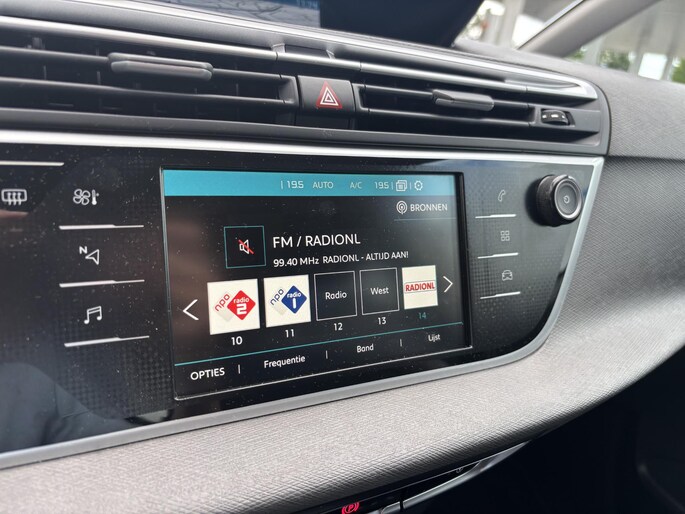 19.5 AUTO A/C 19.5
BRONNEN
FM / RADIONL
99.40 MHz RADIONL - ALTIJD AAN!
npo radio 2
npo radio 1
Radio
West
RADIONL
10 11 12 13 14
OPTIES | Frequentie | Band | Lijst
N